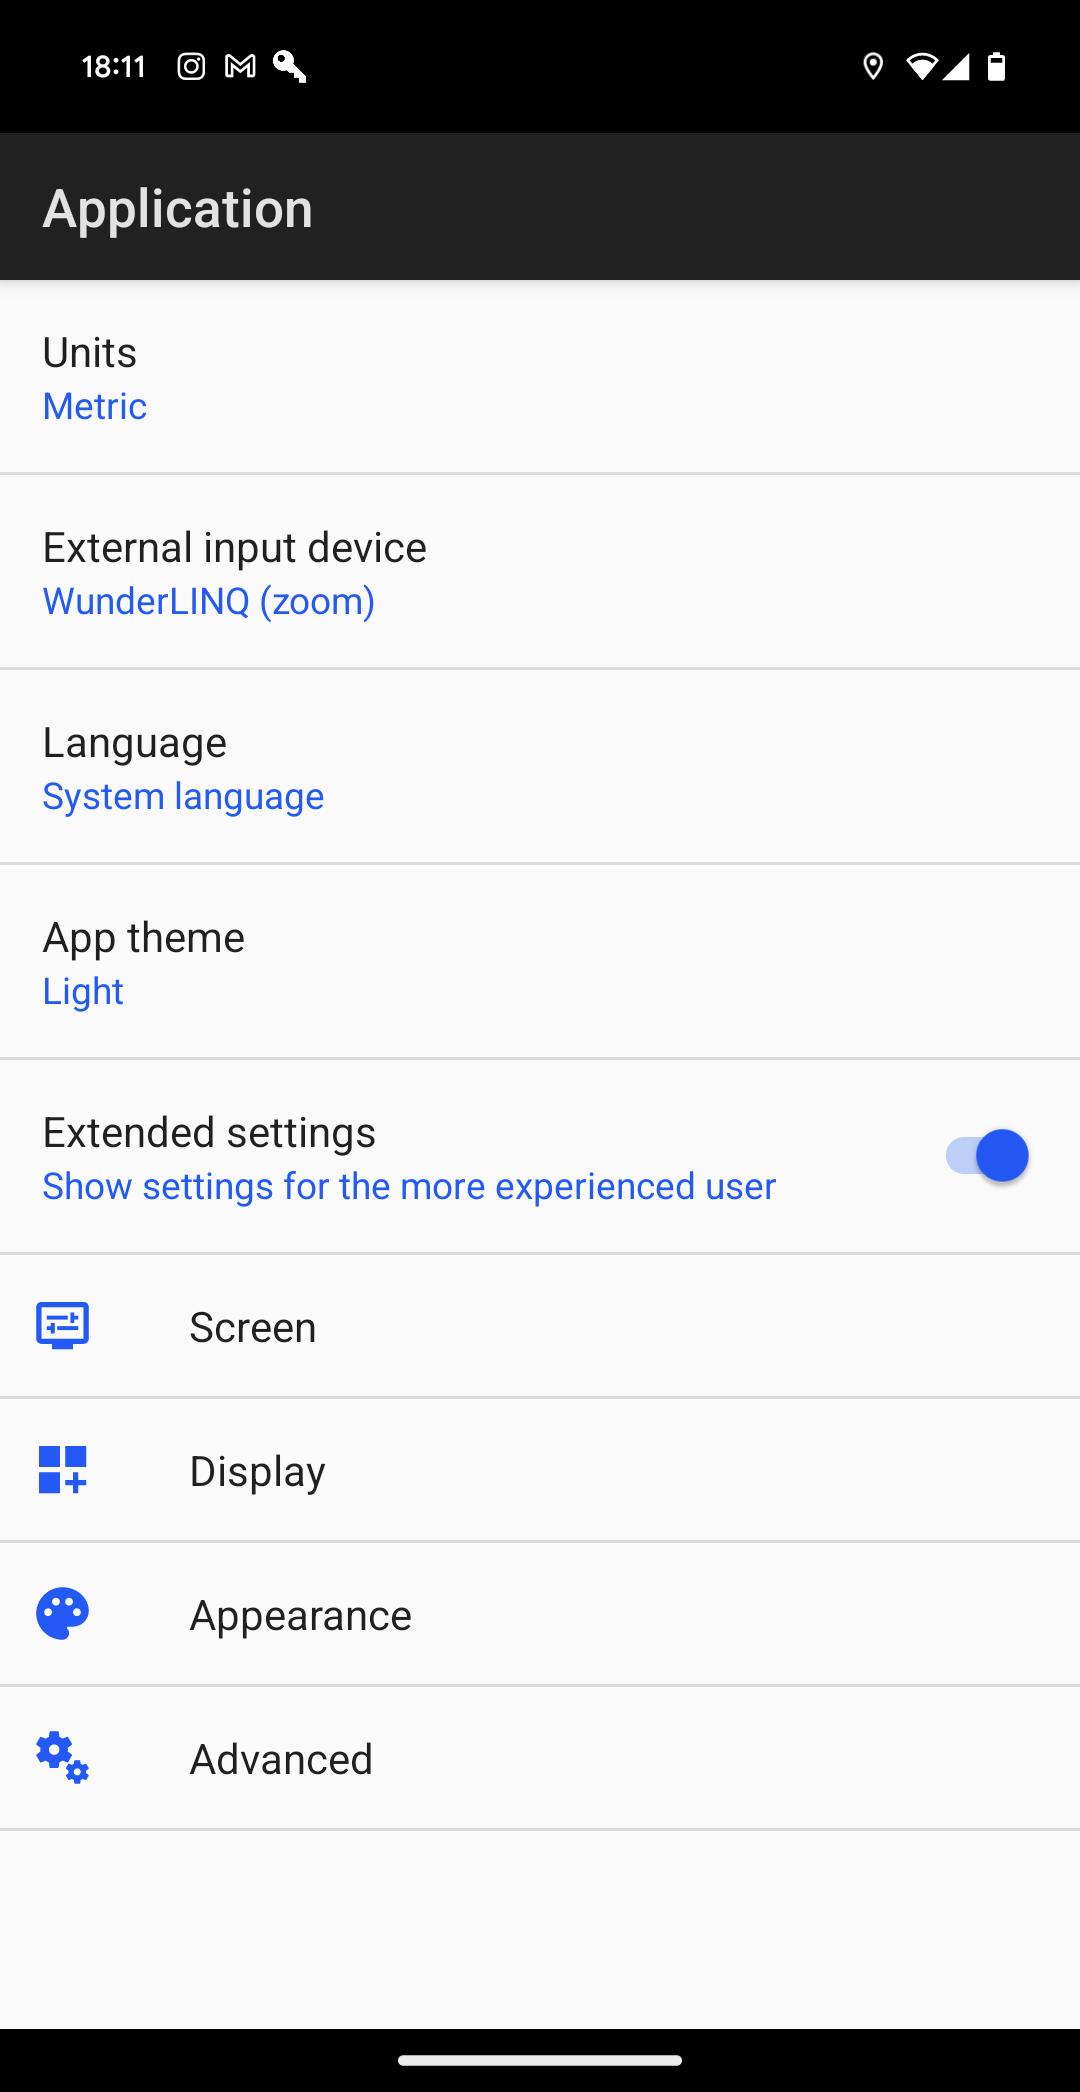 18:11
Application
Units
Metric
External input device
WunderLINQ (zoom)
Language
System language
App theme
Light
Extended settings
Show settings for the more experienced user
Screen
Display
Appearance
Advanced